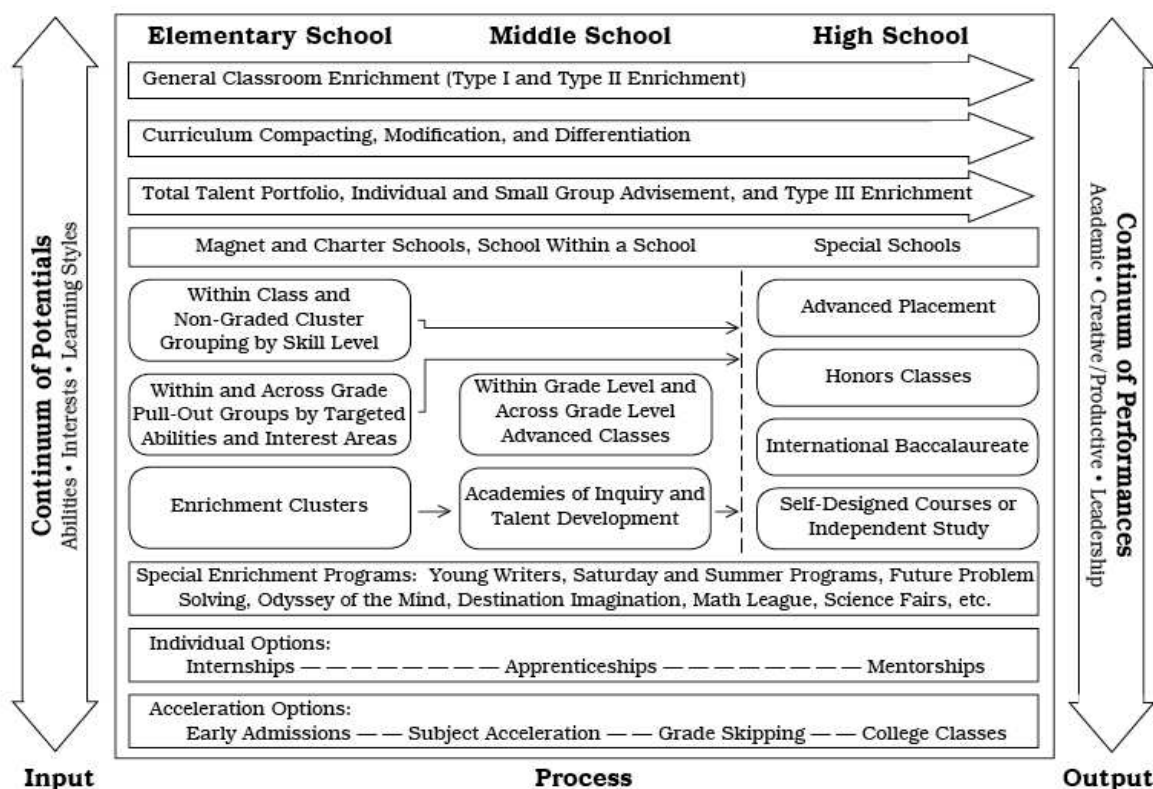 Elementary School
Middle School
High School
General Classroom Enrichment (Type I and Type II Enrichment)
Curriculum Compacting, Modification, and Differentiation
Total Talent Portfolio, Individual and Small Group Advisement, and Type III Enrichment
Magnet and Charter Schools, School Within a School
Special Schools
Within Class and
Non-Graded Cluster
Grouping by Skill Level
Within and Across Grade
Pull-Out Groups by Targeted
Abilities and Interest Areas
Enrichment Clusters
Within Grade Level and
Across Grade Level
Advanced Classes
Academies of Inquiry and
Talent Development
Advanced Placement
Honors Classes
International Baccalaureate
Self-Designed Courses or
Independent Study
Special Enrichment Programs: Young Writers, Saturday and Summer Programs, Future Problem
Solving, Odyssey of the Mind, Destination Imagination, Math League, Science Fairs, etc.
Individual Options:
Internships — — — — — — — — Apprenticeships — — — — — — — — Mentorships
Acceleration Options:
Early Admissions — — Subject Acceleration — — Grade Skipping — — College Classes
Continuum of Potentials
Abilities • Interests • Learning Styles
Continuum of Performances
Academic • Creative/Productive • Leadership
Input
Process
Output